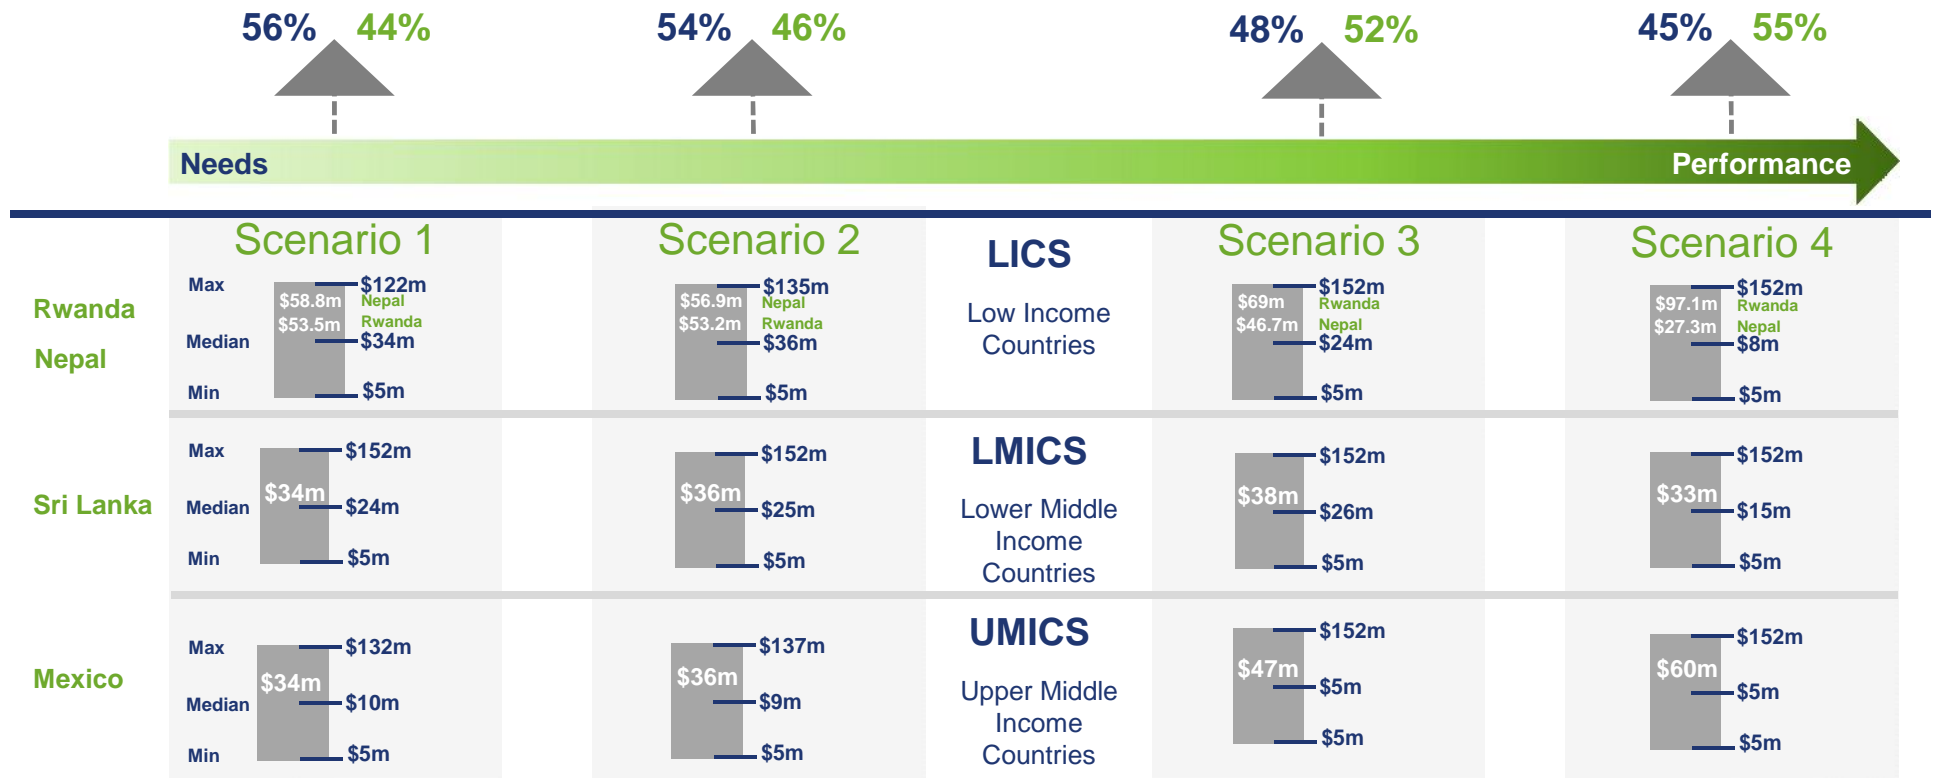 56% 44%
54% 46%
48% 52%
45% 55%
Needs
Performance
Scenario 1
Scenario 2
LICS
Low Income
Countries
Scenario 3
Scenario 4
Rwanda
Nepal
Max
Median
Min
$122m
$58.8m Nepal
$53.5m Rwanda
$34m
$5m
$135m
$56.9m Nepal
$53.2m Rwanda
$36m
$5m
$152m
$69m Rwanda
$46.7m Nepal
$24m
$5m
$152m
$97.1m Rwanda
$27.3m Nepal
$8m
$5m
Sri Lanka
Max
Median
Min
$152m
$34m
$24m
$5m
$152m
$36m
$25m
$5m
LMICS
Lower Middle
Income
Countries
$152m
$38m
$26m
$5m
$152m
$33m
$15m
$5m
Mexico
Max
Median
Min
$132m
$34m
$10m
$5m
$137m
$36m
$9m
$5m
UMICS
Upper Middle
Income
Countries
$152m
$47m
$5m
$5m
$152m
$60m
$5m
$5m